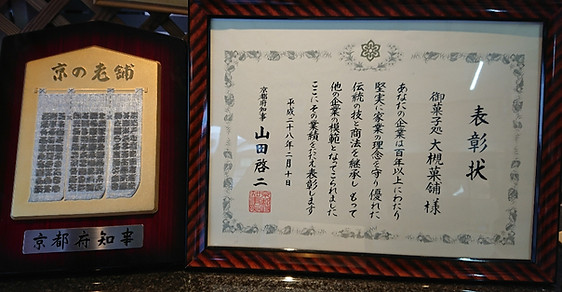 京の老舗
京都府知事
表彰状
御菓子処 大槻菓舗 様
あなたの企業は百年以上にわたり
堅実に家業の理念を守り優れた
伝統の技と商法を継承し もって
他の企業の模範となってこられました
ここにその業績をたたえ表彰します
平成二十八年二月十日
京都府知事 山田啓二